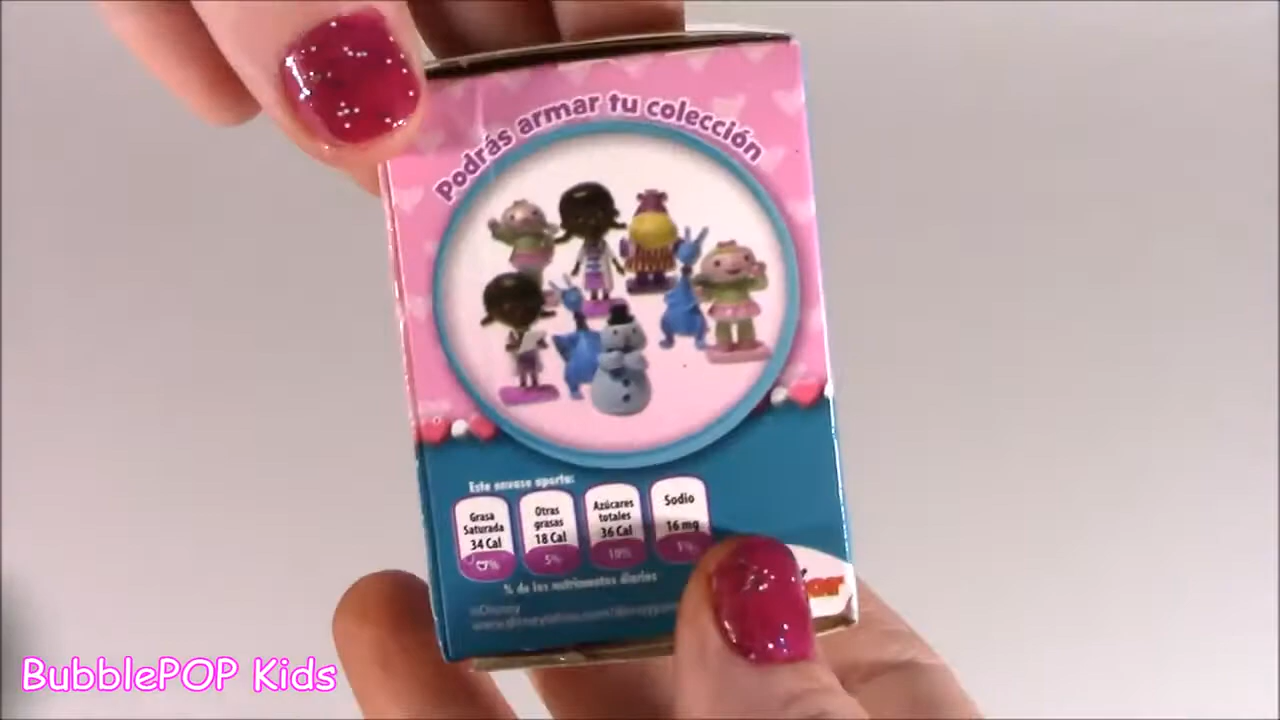 Podrás armar tu colección
Este envase aporta:
Grasa
Saturada
34 Cal
Otras
grasas
18 Cal
5%
Azúcares
totales
36 Cal
10%
Sodio
16 mg
1%
% de los nutrimentos diarios
©Disney
BubblePOP Kids